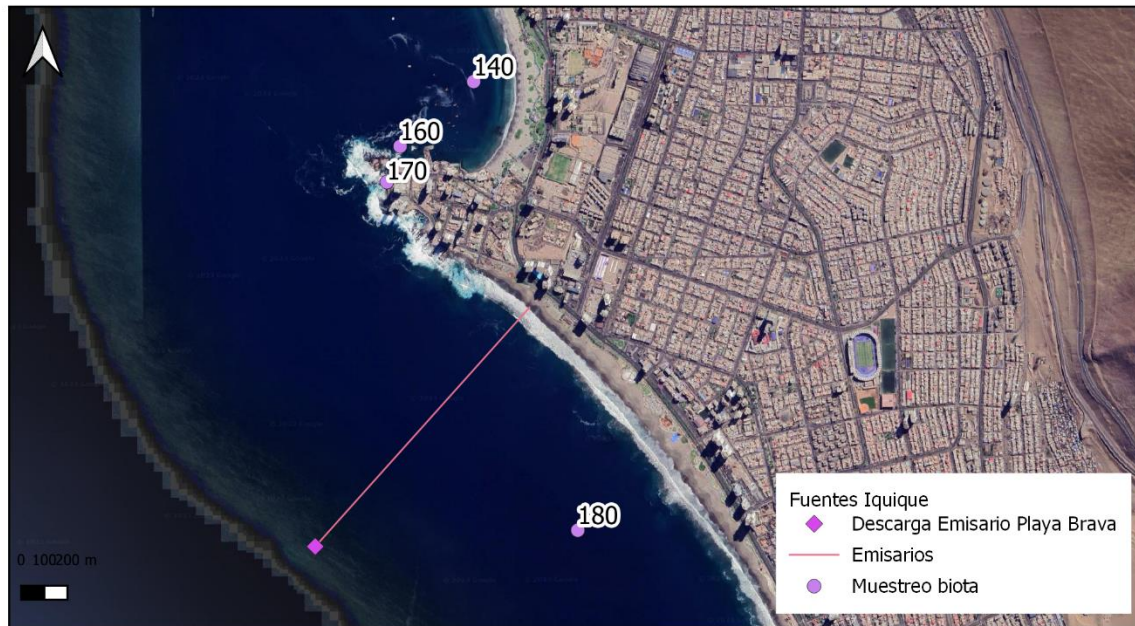 140
160
170
180
0 100200 m
Fuentes Iquique
Descarga Emisario Playa Brava
Emisarios
Muestreo biota